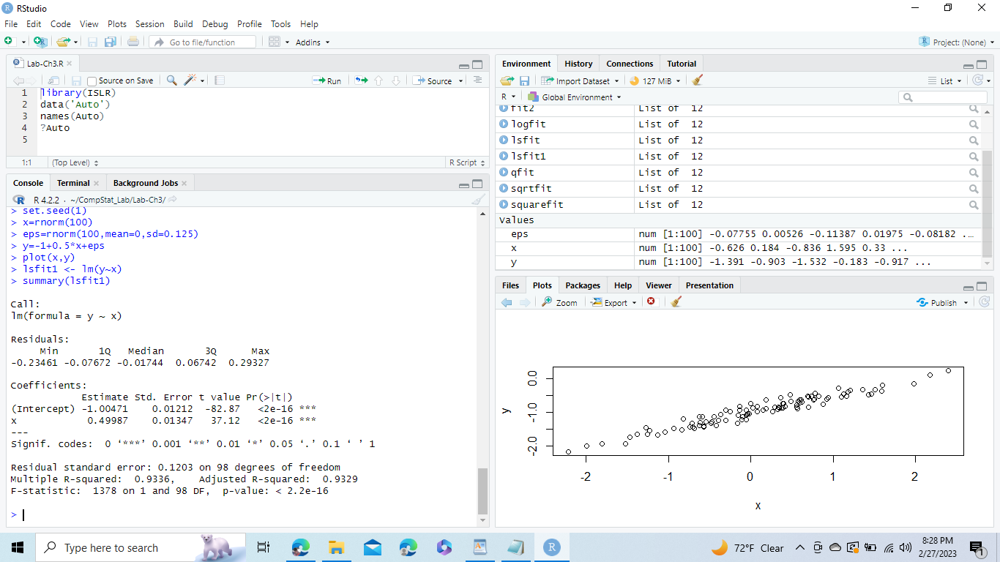 RStudio
File Edit Code View Plots Session Build Debug Profile Tools Help
Go to file/function Addins Project: (None)
Lab-Ch3.R
Source on Save Run Source
1 library(ISLR)
2 data('Auto')
3 names(Auto)
4 ?Auto
5
1:1 (Top Level) R Script
Console Terminal Background Jobs
R 4.2.2 · ~/CompStat_Lab/Lab-Ch3/
> set.seed(1)
> x=rnorm(100)
> eps=rnorm(100,mean=0,sd=0.125)
> y=-1+0.5*x+eps
> plot(x,y)
> lsfit1 <- lm(y~x)
> summary(lsfit1)
Call:
lm(formula = y ~ x)
Residuals:
Min 1Q Median 3Q Max
-0.23461 -0.07672 -0.01744 0.06742 0.29327
Coefficients:
Estimate Std. Error t value Pr(>|t|)
(Intercept) -1.00471 0.01212 -82.87 <2e-16 ***
x 0.49987 0.01347 37.12 <2e-16 ***
---
Signif. codes: 0 ‘***’ 0.001 ‘**’ 0.01 ‘*’ 0.05 ‘.’ 0.1 ‘ ’ 1
Residual standard error: 0.1203 on 98 degrees of freedom
Multiple R-squared: 0.9336, Adjusted R-squared: 0.9329
F-statistic: 1378 on 1 and 98 DF, p-value: < 2.2e-16
>
Environment History Connections Tutorial
Import Dataset 127 MiB List
R Global Environment
fit2 List of 12
logfit List of 12
lsfit List of 12
lsfit1 List of 12
qfit List of 12
sqrtfit List of 12
squarefit List of 12
Values
eps num [1:100] -0.07755 0.00526 -0.11387 0.01975 -0.08182 ...
x num [1:100] -0.626 0.184 -0.836 1.595 0.33 ...
y num [1:100] -1.391 -0.903 -1.532 -0.183 -0.917 ...
Files Plots Packages Help Viewer Presentation
Zoom Export Publish
0.0
-1.0
-2.0
y
-2 -1 0 1 2
x
Type here to search 72°F Clear 8:28 PM
2/27/2023
1